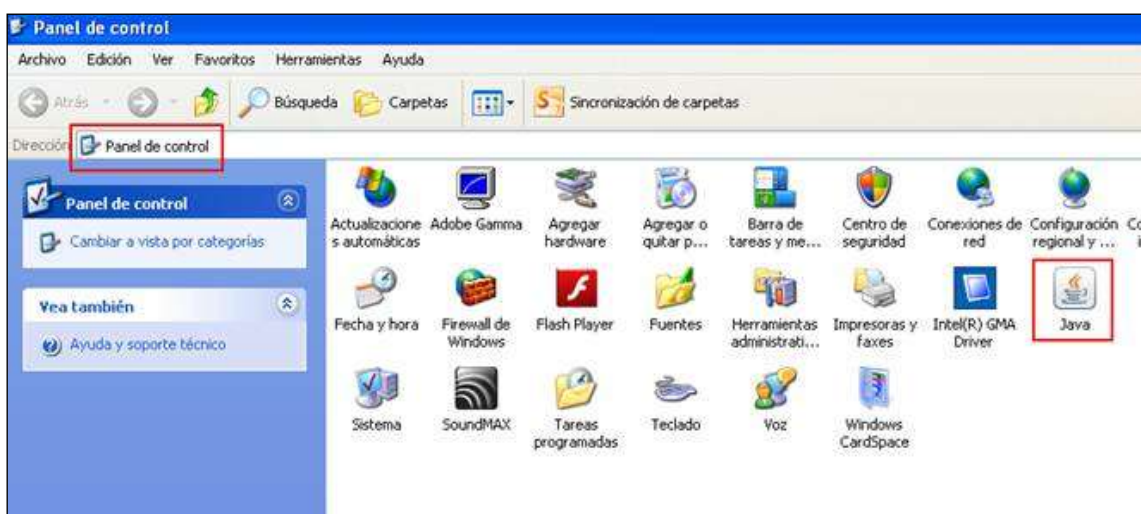 Panel de control
Archivo Edición Ver Favoritos Herramientas Ayuda
Atrás Búsqueda Carpetas Sincronización de carpetas
Dirección Panel de control
Panel de control
Cambiar a vista por categorías
Vea también
Ayuda y soporte técnico
Actualizacione Adobe Gamma Agregar Agregar o Barra de Centro de Conexiones de Configuración
s automáticas hardware quitar p... tareas y me... seguridad red regional y ...
Fecha y hora Firewall de Flash Player Fuentes Herramientas Impresoras y Intel(R) GMA Java
Windows administrati... faxes Driver
Sistema SoundMAX Tareas Teclado Voz Windows
programadas CardSpace